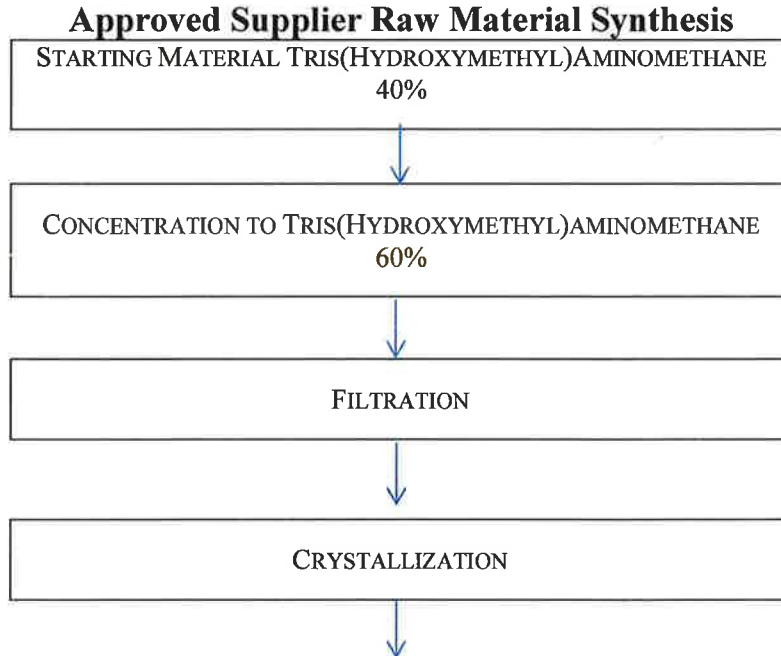 Approved Supplier Raw Material Synthesis
STARTING MATERIAL TRIS(HYDROXYMETHYL)AMINOMETHANE
40%
CONCENTRATION TO TRIS(HYDROXYMETHYL)AMINOMETHANE
60%
FILTRATION
CRYSTALLIZATION